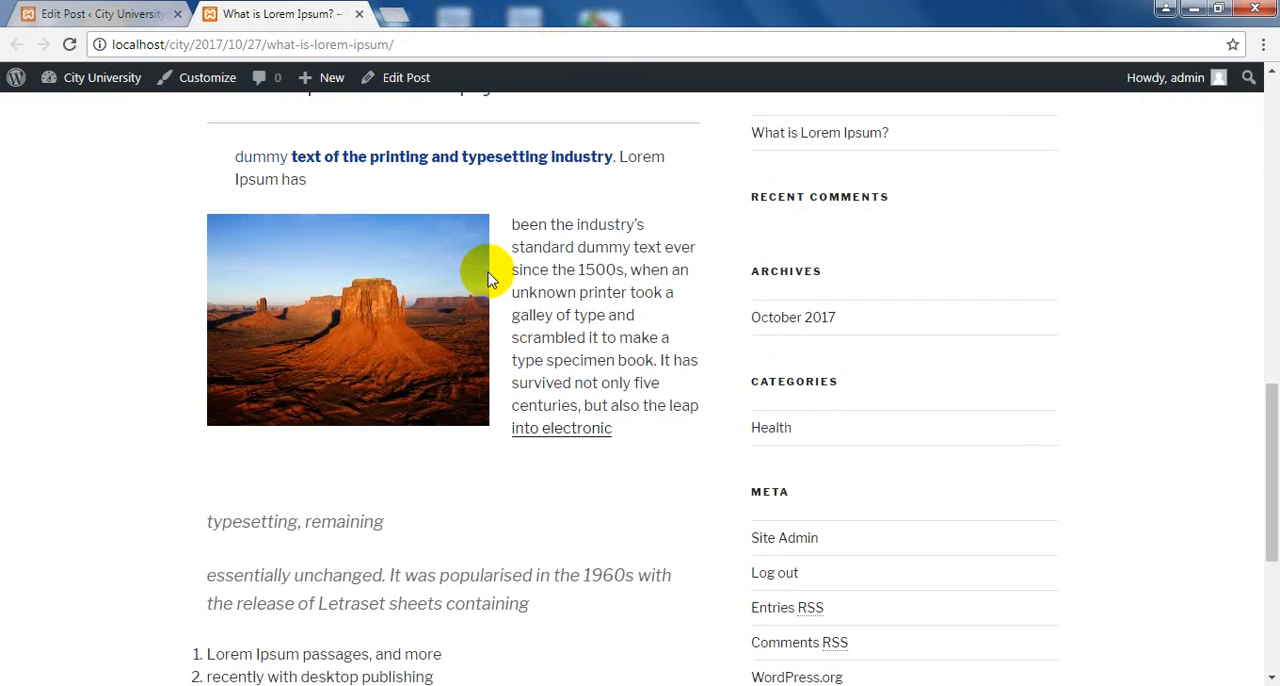 Edit Post ‹ City University
What is Lorem Ipsum? –
localhost/city/2017/10/27/what-is-lorem-ipsum/
City University
Customize
0
New
Edit Post
Howdy, admin
dummy text of the printing and typesetting industry. Lorem
Ipsum has
been the industry's
standard dummy text ever
since the 1500s, when an
unknown printer took a
galley of type and
scrambled it to make a
type specimen book. It has
survived not only five
centuries, but also the leap
into electronic
typesetting, remaining
essentially unchanged. It was popularised in the 1960s with
the release of Letraset sheets containing
1. Lorem Ipsum passages, and more
2. recently with desktop publishing
What is Lorem Ipsum?
RECENT COMMENTS
ARCHIVES
October 2017
CATEGORIES
Health
META
Site Admin
Log out
Entries RSS
Comments RSS
WordPress.org